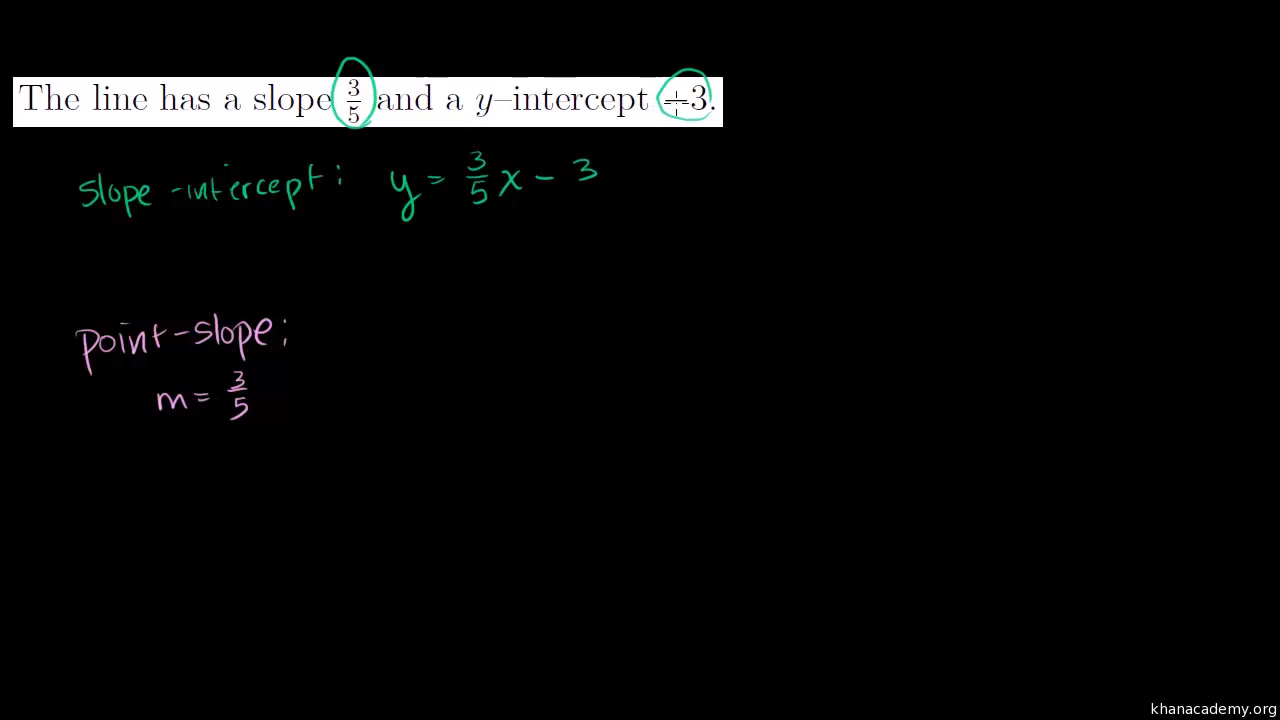 The line has a slope 3/5 and a y–intercept −3.
slope -intercept: y = 3/5 x − 3
point-slope:
m = 3/5
khanacademy.org